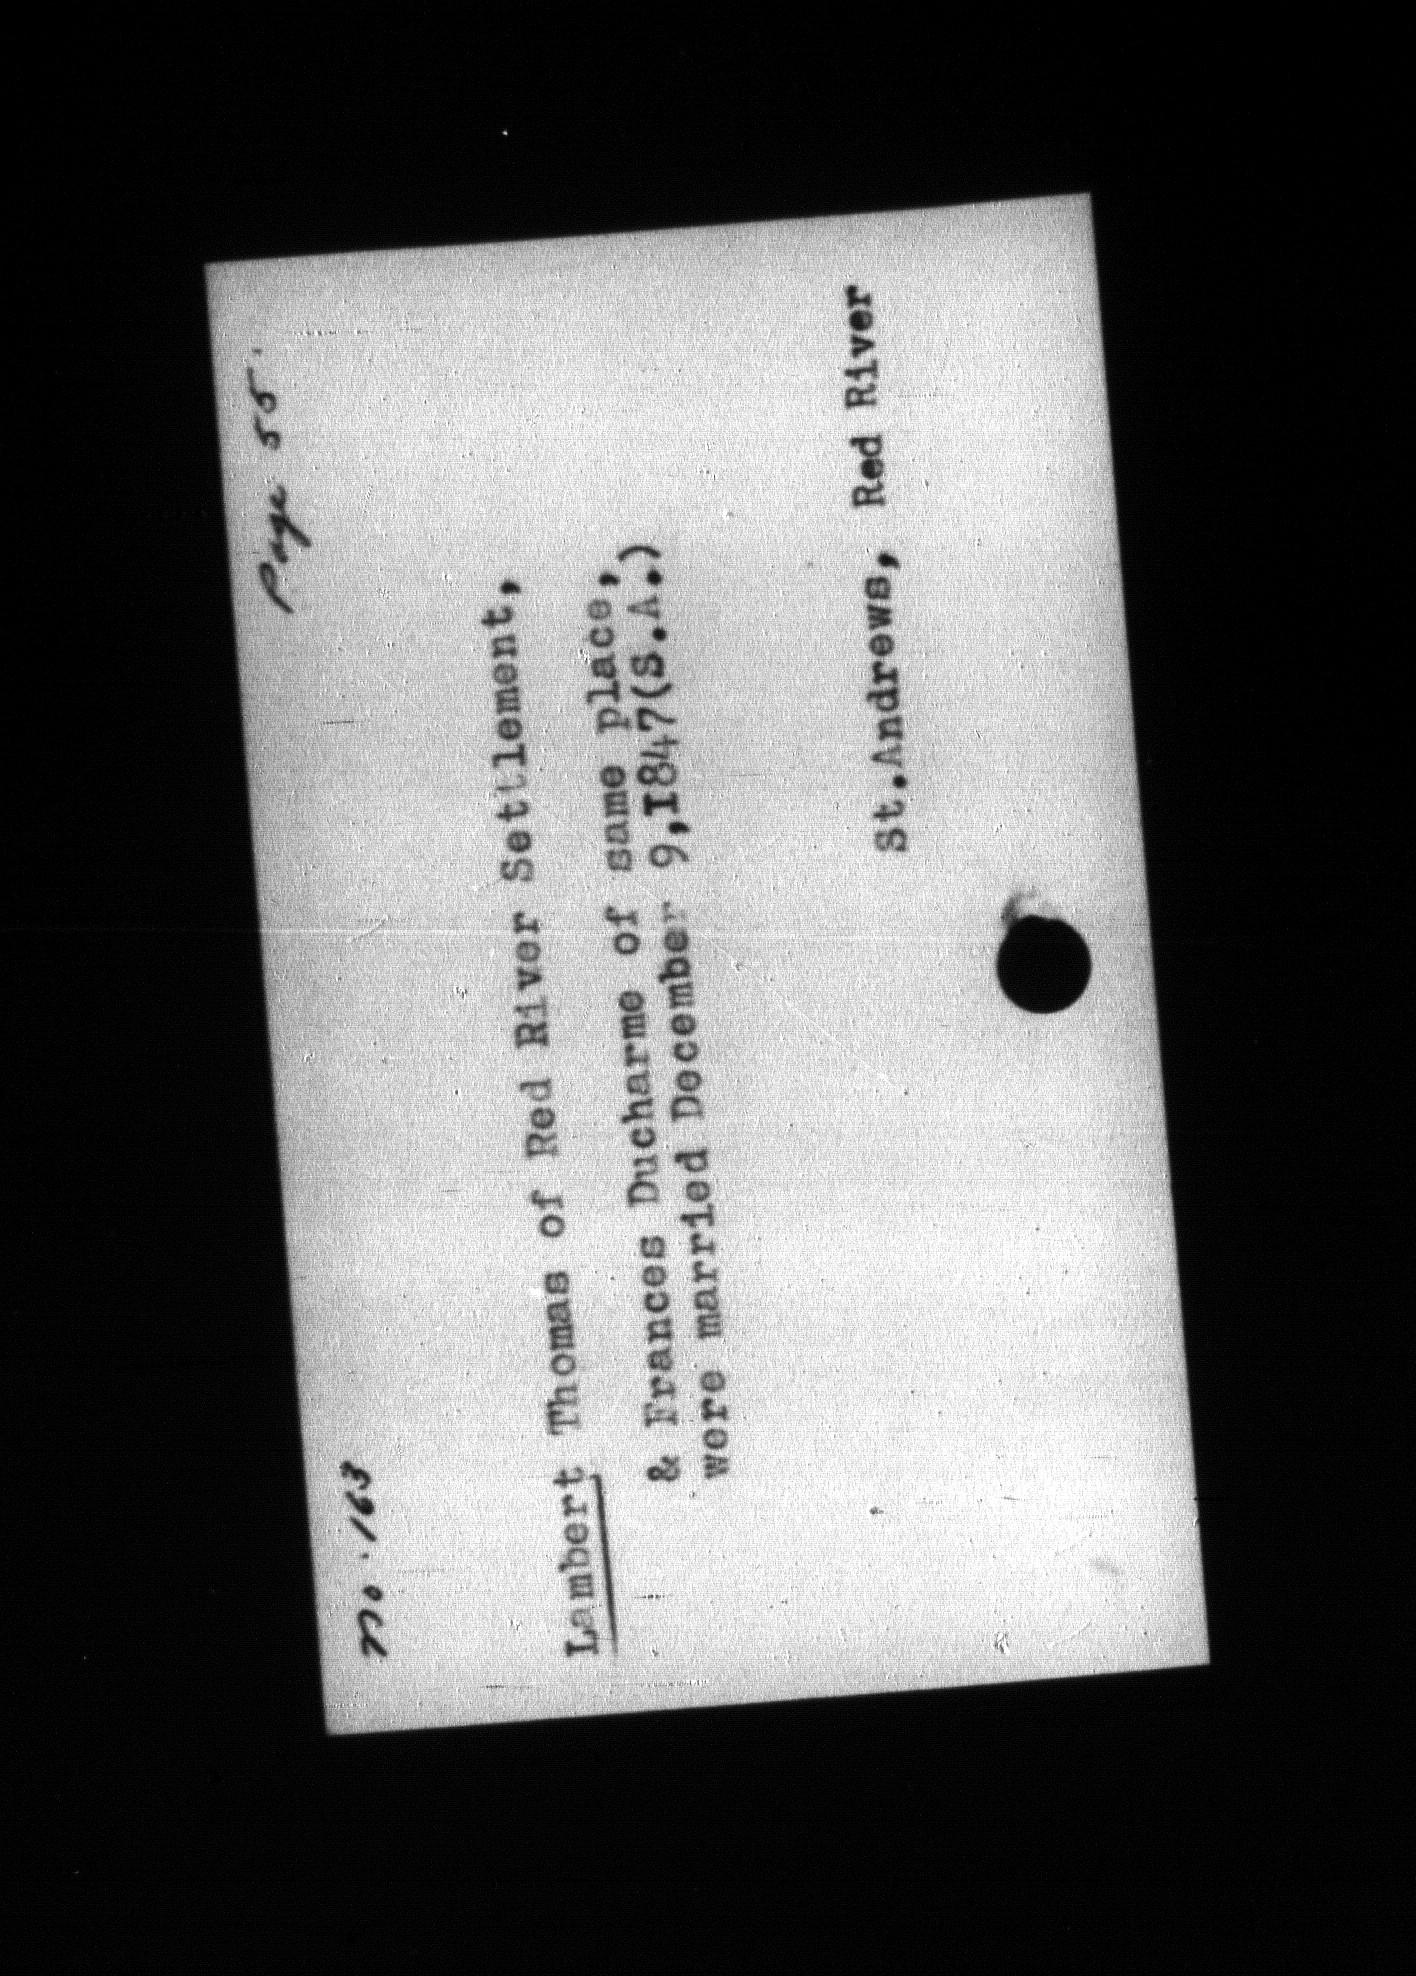 No. 163 Page 55.
Lambert Thomas of Red River Settlement,
& Frances Ducharme of same place,
were married December 9,I847(S.A.)
St.Andrews, Red River